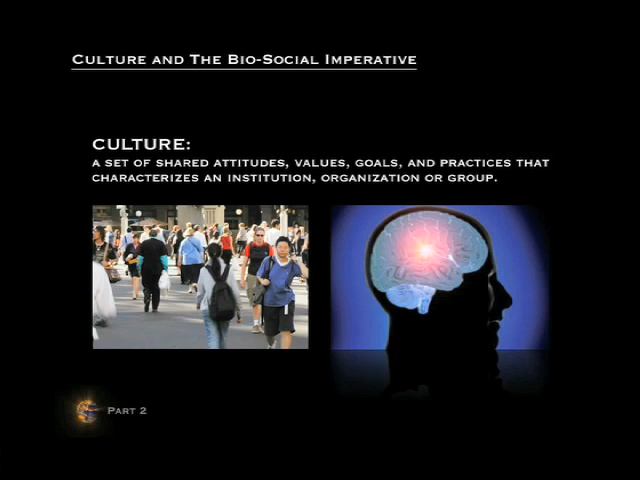 Culture and The Bio-Social Imperative
CULTURE:
A SET OF SHARED ATTITUDES, VALUES, GOALS, AND PRACTICES THAT
CHARACTERIZES AN INSTITUTION, ORGANIZATION OR GROUP.
Part 2